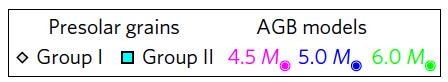 Presolar grains AGB models
Group I Group II 4.5 M☉ 5.0 M☉ 6.0 M☉